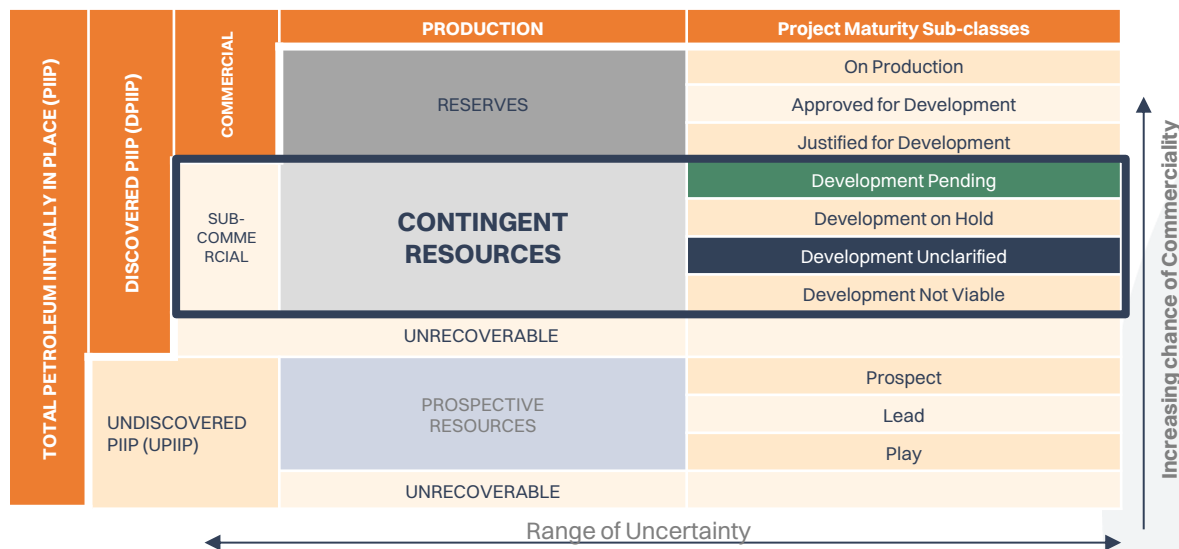 TOTAL PETROLEUM INITIALLY IN PLACE (PIIP)
DISCOVERED PIIP (DPIIP)
COMMERCIAL
PRODUCTION
Project Maturity Sub-classes
RESERVES
On Production
Approved for Development
Justified for Development
SUB-
COMME
RCIAL
CONTINGENT
RESOURCES
Development Pending
Development on Hold
Development Unclarified
Development Not Viable
UNRECOVERABLE
UNDISCOVERED
PIIP (UPIIP)
PROSPECTIVE
RESOURCES
Prospect
Lead
Play
UNRECOVERABLE
Range of Uncertainty
Increasing chance of Commerciality